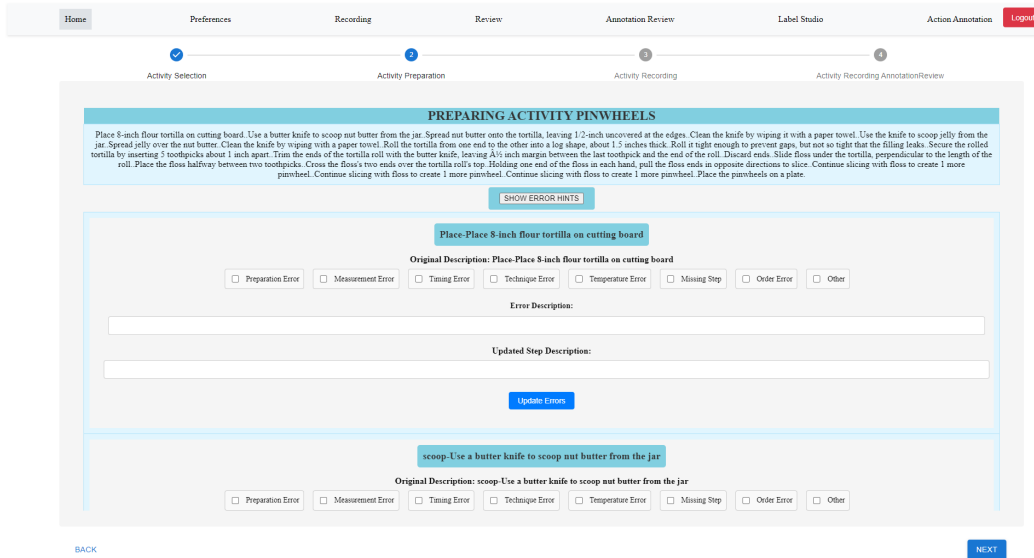 Home Preferences Recording Review Annotation Review Label Studio Action Annotation Logout
2 3 4
Activity Selection Activity Preparation Activity Recording Activity Recording AnnotationReview
PREPARING ACTIVITY PINWHEELS
Place 8-inch flour tortilla on cutting board..Use a butter knife to scoop nut butter from the jar..Spread nut butter onto the tortilla, leaving 1/2-inch uncovered at the edges..Clean the knife by wiping it with a paper towel..Use the knife to scoop jelly from the
jar..Spread jelly over the nut butter..Clean the knife by wiping with a paper towel..Roll the tortilla from one end to the other into a log shape, about 1.5 inches thick..Roll it tight enough to prevent gaps, but not so tight that the filling leaks..Secure the rolled
tortilla by inserting 5 toothpicks about 1 inch apart..Trim the ends of the tortilla roll with the butter knife, leaving Â½ inch margin between the last toothpick and the end of the roll..Discard ends..Slide floss under the tortilla, perpendicular to the length of the
roll..Place the floss halfway between two toothpicks..Cross the floss's two ends over the tortilla roll's top..Holding one end of the floss in each hand, pull the floss ends in opposite directions to slice..Continue slicing with floss to create 1 more
pinwheel..Continue slicing with floss to create 1 more pinwheel..Continue slicing with floss to create 1 more pinwheel..Place the pinwheels on a plate.
SHOW ERROR HINTS
Place-Place 8-inch flour tortilla on cutting board
Original Description: Place-Place 8-inch flour tortilla on cutting board
Preparation Error Measurement Error Timing Error Technique Error Temperature Error Missing Step Order Error Other
Error Description:
Updated Step Description:
Update Errors
scoop-Use a butter knife to scoop nut butter from the jar
Original Description: scoop-Use a butter knife to scoop nut butter from the jar
Preparation Error Measurement Error Timing Error Technique Error Temperature Error Missing Step Order Error Other
BACK NEXT